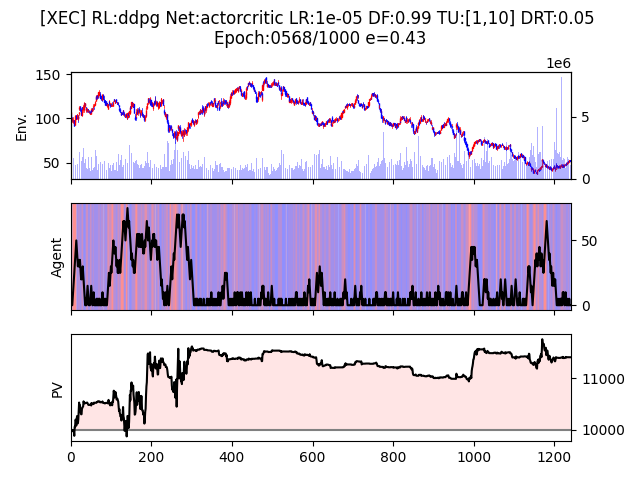 [XEC] RL:ddpg Net:actorcritic LR:1e-05 DF:0.99 TU:[1,10] DRT:0.05
Epoch:0568/1000 e=0.43
1e6
150
100
50
Env.
5
0
Agent
50
0
PV
11000
10000
0
200
400
600
800
1000
1200